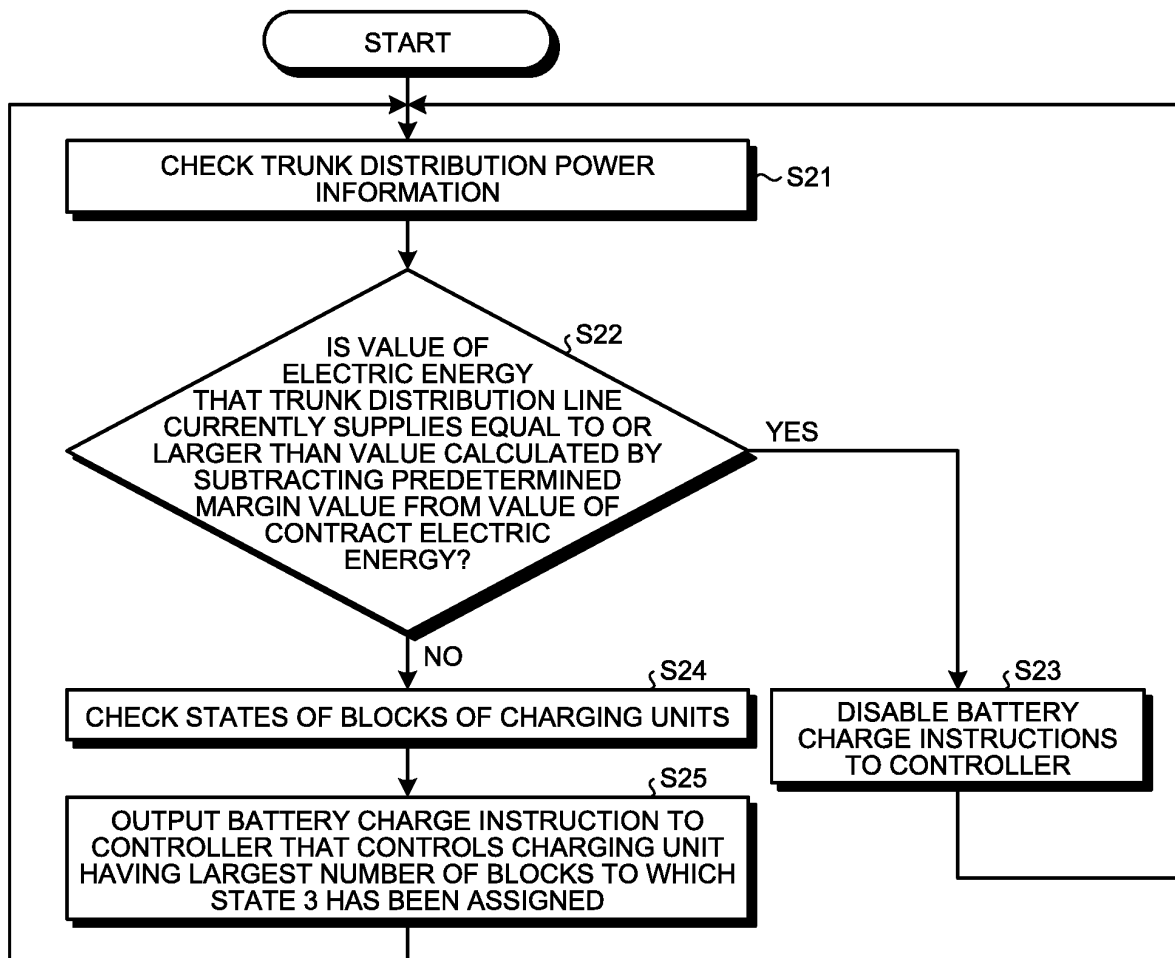 START
CHECK TRUNK DISTRIBUTION POWER
INFORMATION
S21
S22
IS VALUE OF
ELECTRIC ENERGY
THAT TRUNK DISTRIBUTION LINE
CURRENTLY SUPPLIES EQUAL TO OR
LARGER THAN VALUE CALCULATED BY
SUBTRACTING PREDETERMINED
MARGIN VALUE FROM VALUE OF
CONTRACT ELECTRIC
ENERGY?
YES
NO
S24
CHECK STATES OF BLOCKS OF CHARGING UNITS
S23
DISABLE BATTERY
CHARGE INSTRUCTIONS
TO CONTROLLER
S25
OUTPUT BATTERY CHARGE INSTRUCTION TO
CONTROLLER THAT CONTROLS CHARGING UNIT
HAVING LARGEST NUMBER OF BLOCKS TO WHICH
STATE 3 HAS BEEN ASSIGNED